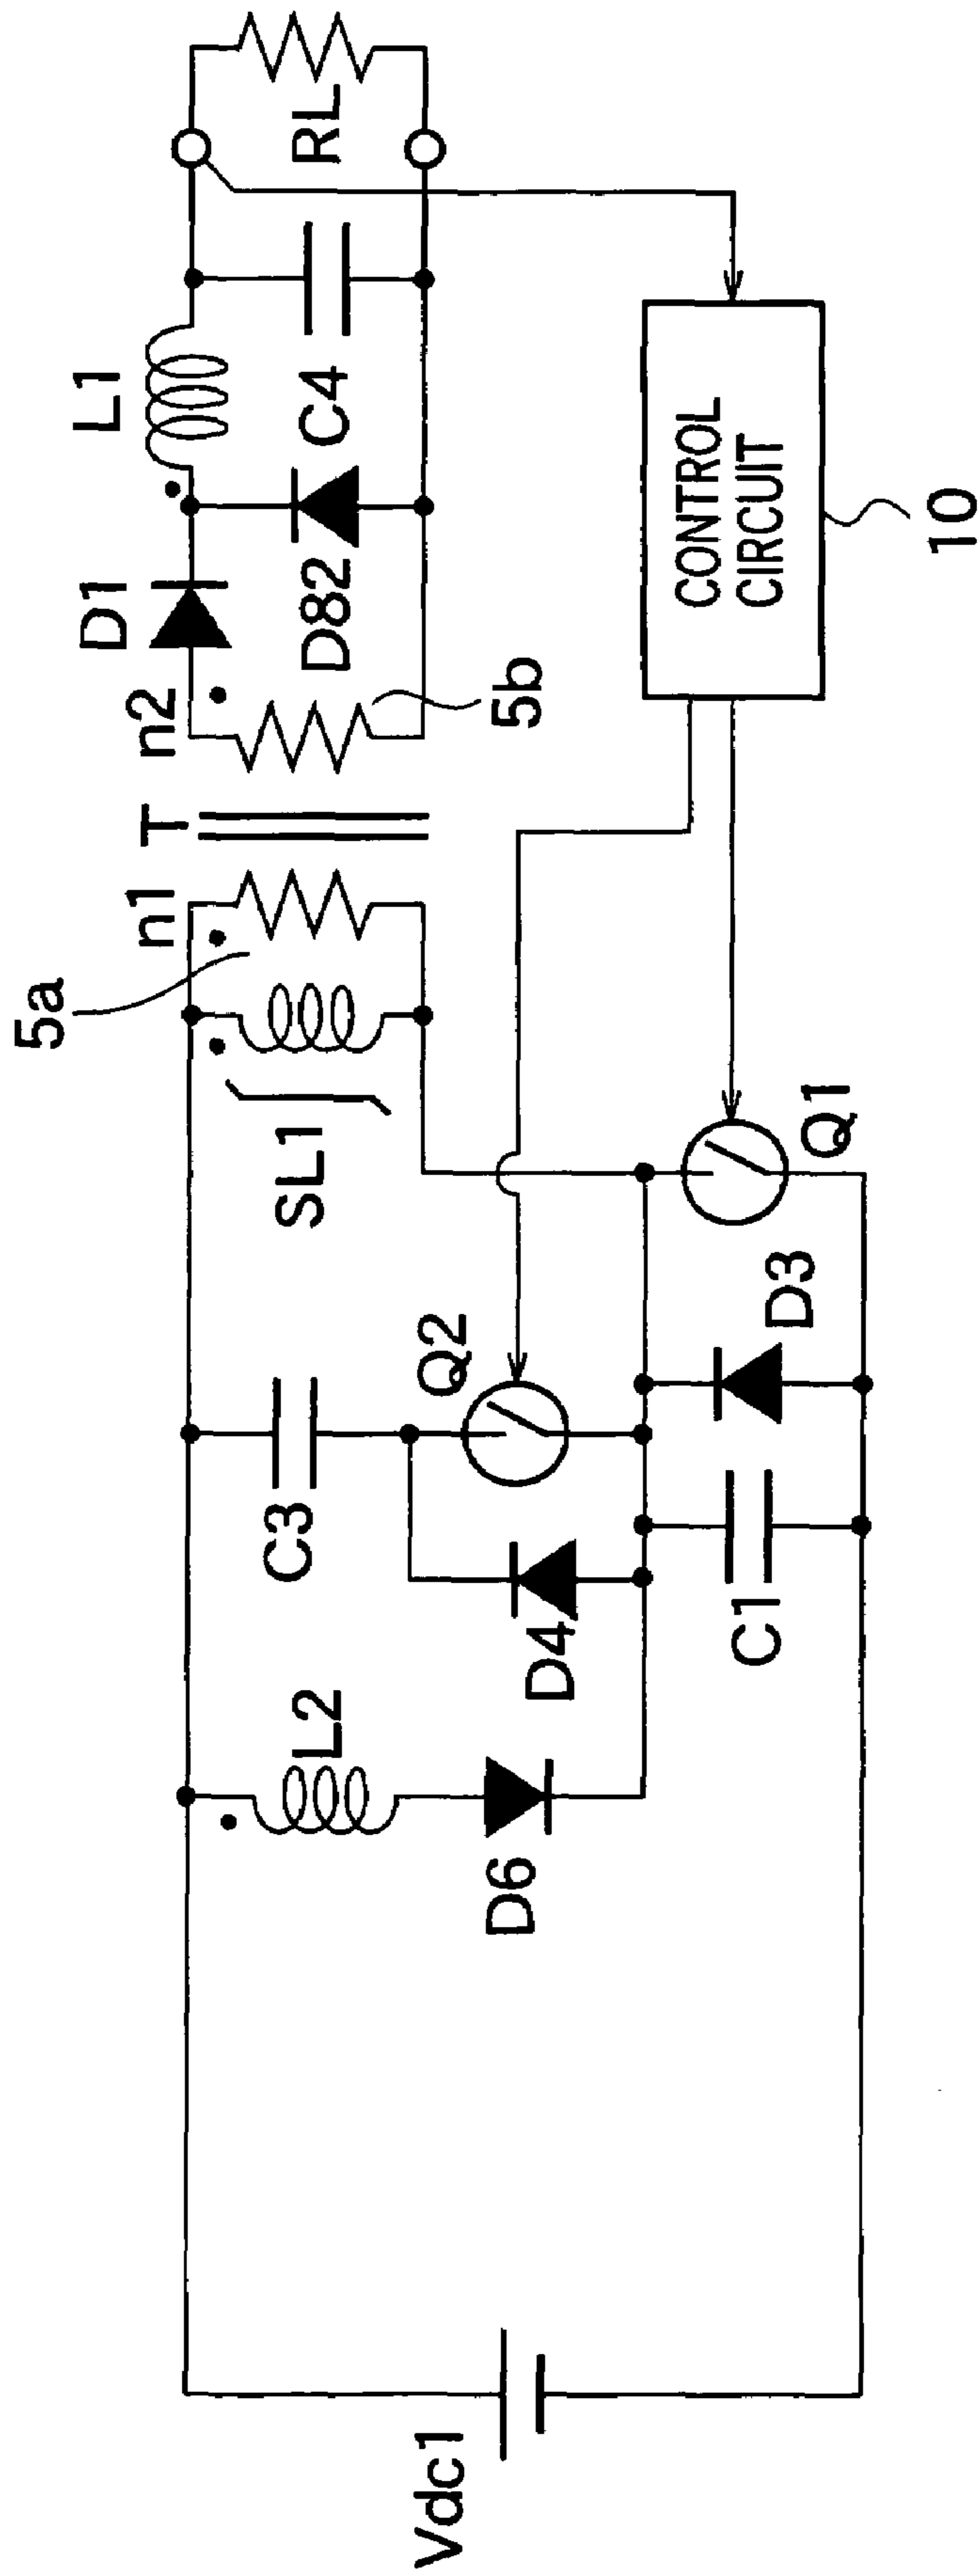 Vdc1
L2
D6
C3
D4
Q2
C1
D3
Q1
SL1
5a
n1
T
n2
5b
D1
D82
L1
C4
RL
CONTROL
CIRCUIT
10